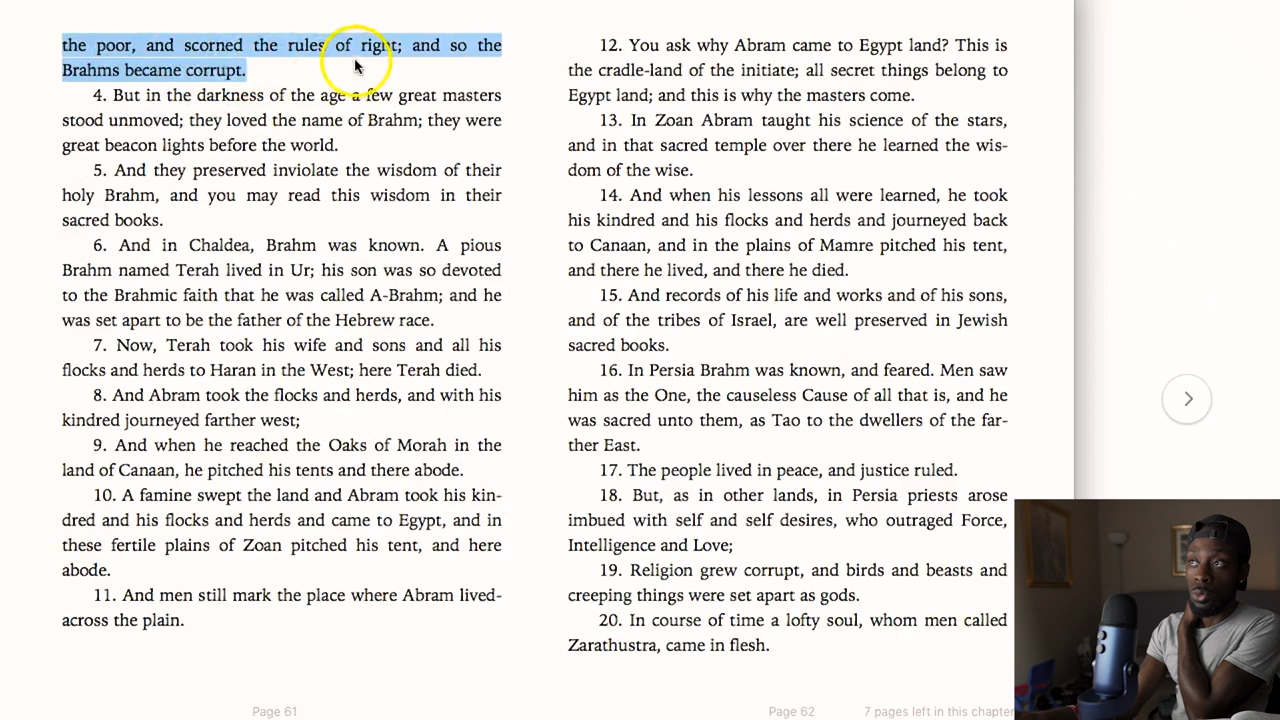 the poor, and scorned the rules of right; and so the
Brahms became corrupt.
4. But in the darkness of the age a few great masters
stood unmoved; they loved the name of Brahm; they were
great beacon lights before the world.
5. And they preserved inviolate the wisdom of their
holy Brahm, and you may read this wisdom in their
sacred books.
6. And in Chaldea, Brahm was known. A pious
Brahm named Terah lived in Ur; his son was so devoted
to the Brahmic faith that he was called A-Brahm; and he
was set apart to be the father of the Hebrew race.
7. Now, Terah took his wife and sons and all his
flocks and herds to Haran in the West; here Terah died.
8. And Abram took the flocks and herds, and with his
kindred journeyed farther west;
9. And when he reached the Oaks of Morah in the
land of Canaan, he pitched his tents and there abode.
10. A famine swept the land and Abram took his kin-
dred and his flocks and herds and came to Egypt, and in
these fertile plains of Zoan pitched his tent, and here
abode.
11. And men still mark the place where Abram lived-
across the plain.
Page 61
12. You ask why Abram came to Egypt land? This is
the cradle-land of the initiate; all secret things belong to
Egypt land; and this is why the masters come.
13. In Zoan Abram taught his science of the stars,
and in that sacred temple over there he learned the wis-
dom of the wise.
14. And when his lessons all were learned, he took
his kindred and his flocks and herds and journeyed back
to Canaan, and in the plains of Mamre pitched his tent,
and there he lived, and there he died.
15. And records of his life and works and of his sons,
and of the tribes of Israel, are well preserved in Jewish
sacred books.
16. In Persia Brahm was known, and feared. Men saw
him as the One, the causeless Cause of all that is, and he
was sacred unto them, as Tao to the dwellers of the far-
ther East.
17. The people lived in peace, and justice ruled.
18. But, as in other lands, in Persia priests arose
imbued with self and self desires, who outraged Force,
Intelligence and Love;
19. Religion grew corrupt, and birds and beasts and
creeping things were set apart as gods.
20. In course of time a lofty soul, whom men called
Zarathustra, came in flesh.
Page 62
7 pages left in this chapter